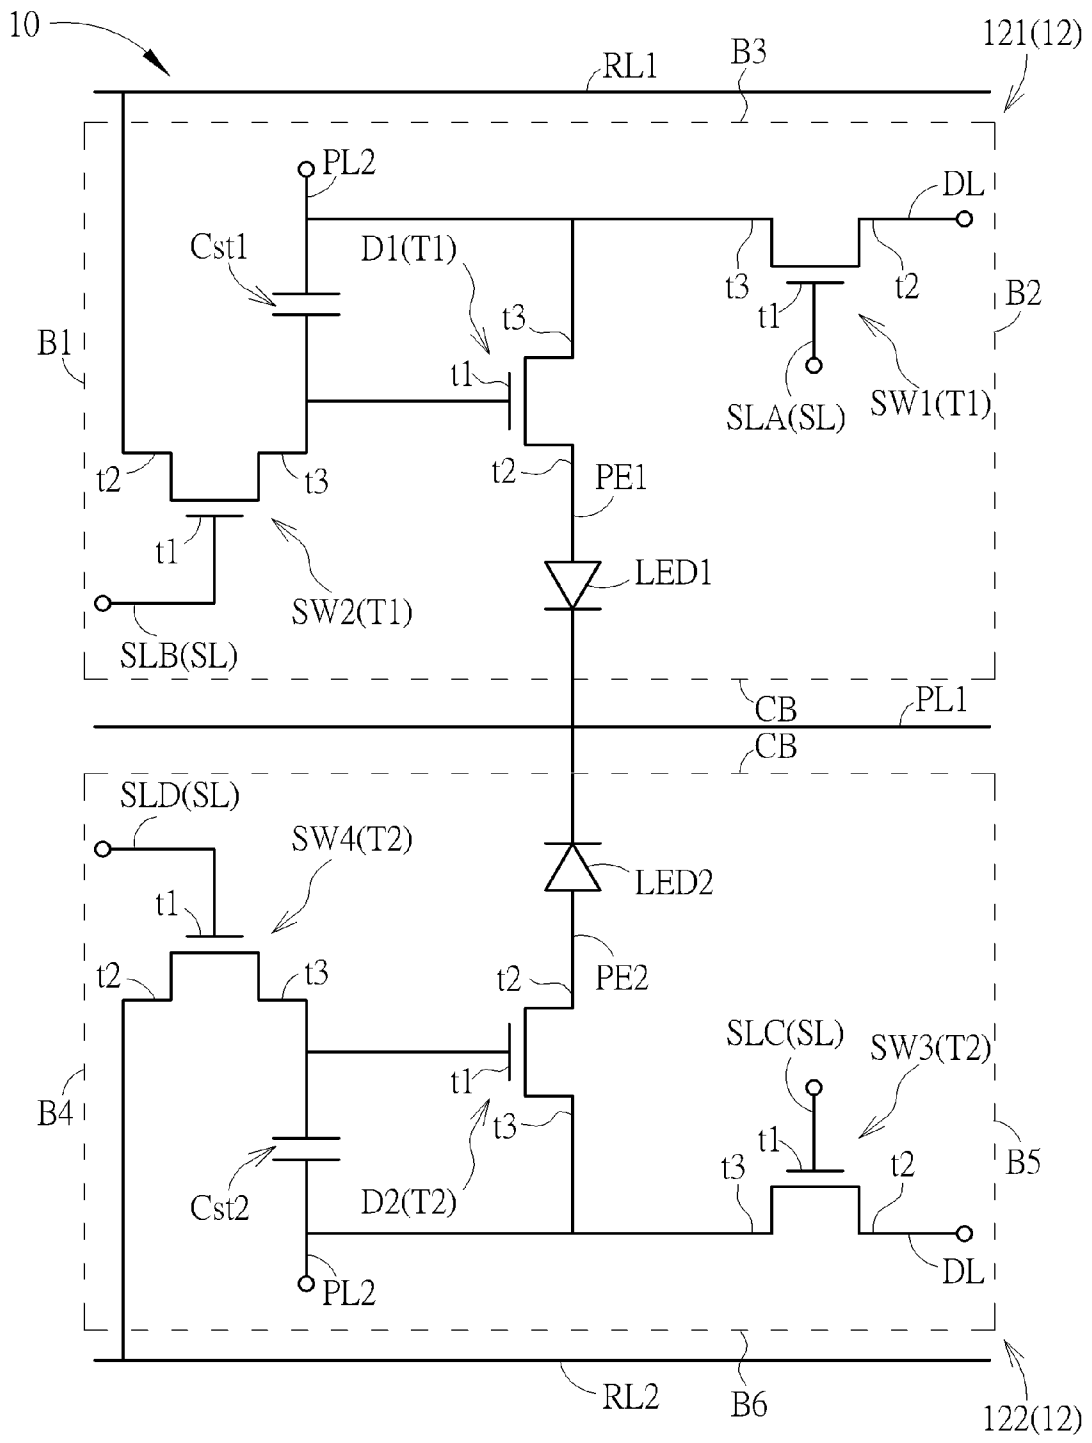 10
121(12)
B3
RL1
PL2
DL
Cst1
D1(T1)
t3
t2
B2
t3
t1
B1
t1
SLA(SL)
SW1(T1)
t2
t3
t2
PE1
t1
LED1
SW2(T1)
SLB(SL)
CB
PL1
CB
SLD(SL)
SW4(T2)
LED2
t1
t2
t3
t2
PE2
SLC(SL)
SW3(T2)
t1
B4
t3
t1
t3
t2
B5
Cst2
D2(T2)
PL2
DL
RL2
B6
122(12)